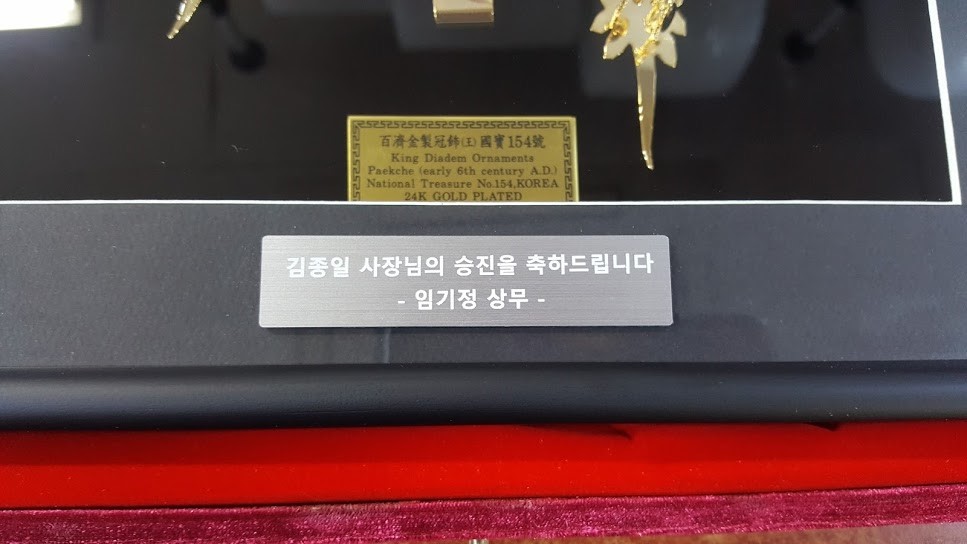 百濟金製冠飾(王)國寶154號
King Diadem Ornaments
Paekche (early 6th century A.D.)
National Treasure No.154,KOREA
24K GOLD PLATED
김종일 사장님의 승진을 축하드립니다
- 임기정 상무 -